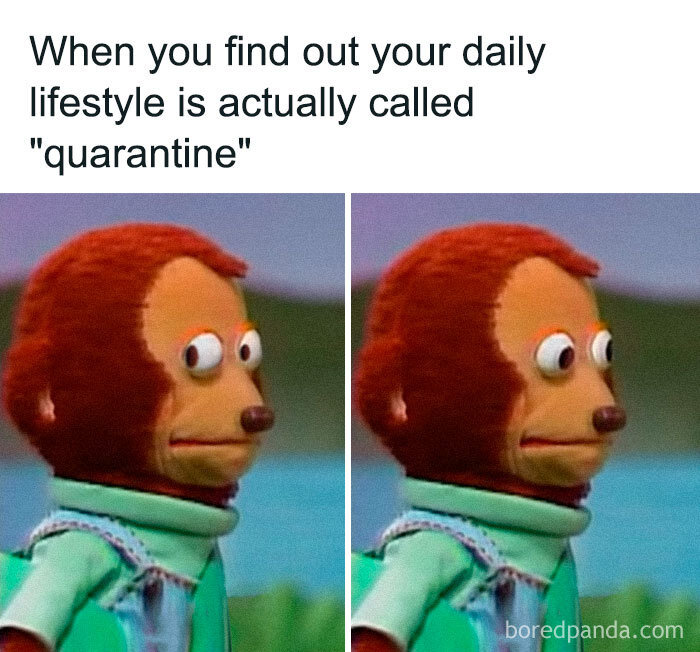 When you find out your daily
lifestyle is actually called
"quarantine"
boredpanda.com